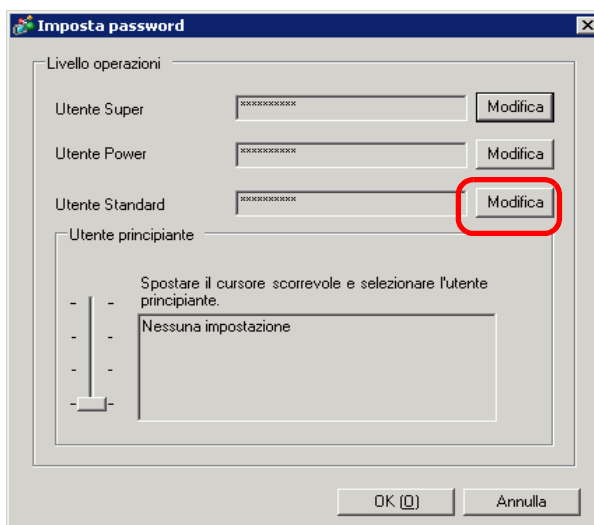 Imposta password
Livello operazioni
Utente Super ********** Modifica
Utente Power ********** Modifica
Utente Standard ********** Modifica
Utente principiante
Spostare il cursore scorrevole e selezionare l'utente
principiante.
Nessuna impostazione
OK (O) Annulla